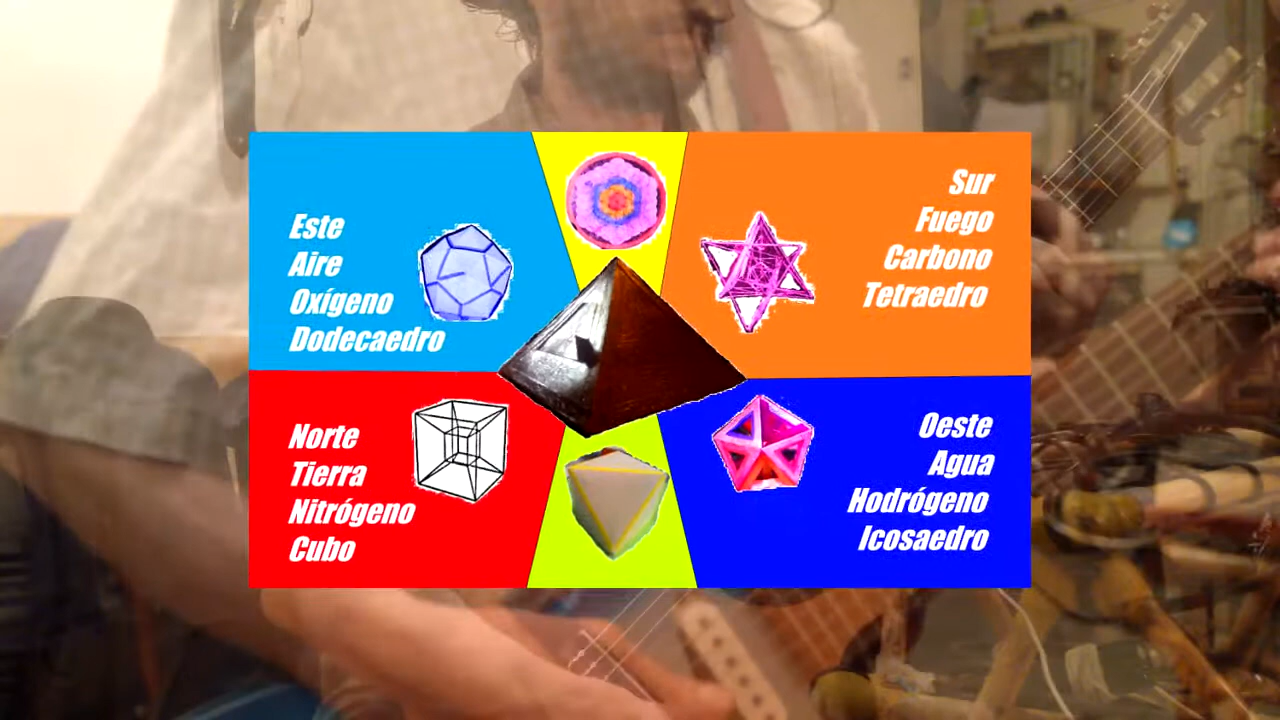 Este
Aire
Oxígeno
Dodecaedro
Sur
Fuego
Carbono
Tetraedro
Norte
Tierra
Nitrógeno
Cubo
Oeste
Agua
Hodrógeno
Icosaedro